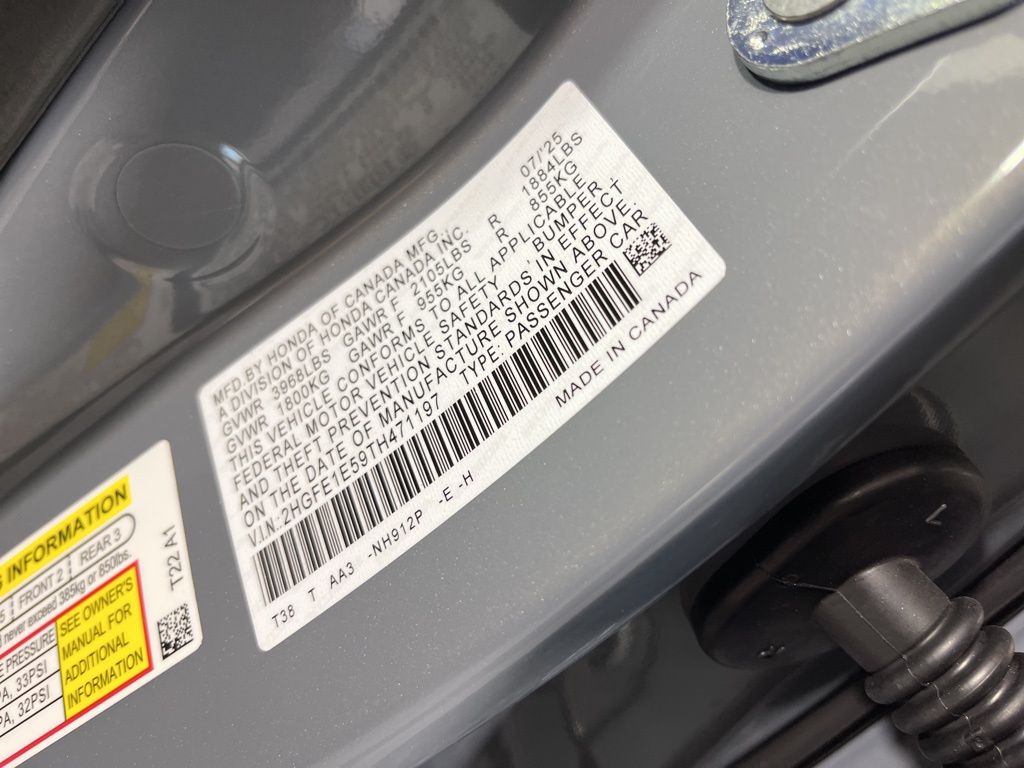 MFD.BY HONDA OF CANADA MFG. 07/'25
A DIVISION OF HONDA CANADA INC.
GVWR 3968LBS GAWR F 2105LBS R 1884LBS
GVWR 1800KG GAWR F 955KG R 855KG
THIS VEHICLE CONFORMS TO ALL APPLICABLE
FEDERAL MOTOR VEHICLE SAFETY, BUMPER,
AND THEFT PREVENTION STANDARDS IN EFFECT
ON THE DATE OF MANUFACTURE SHOWN ABOVE.
V.I.N:2HGFE1E59TH471197 TYPE: PASSENGER CAR
T38 T AA3 -NH912P -E -H MADE IN CANADA
INFORMATION
FRONT 2 REAR 3
never exceed 385kg or 850lbs.
PRESSURE
33PSI
32PSI
SEE OWNER'S
MANUAL FOR
ADDITIONAL
INFORMATION
T22 A1